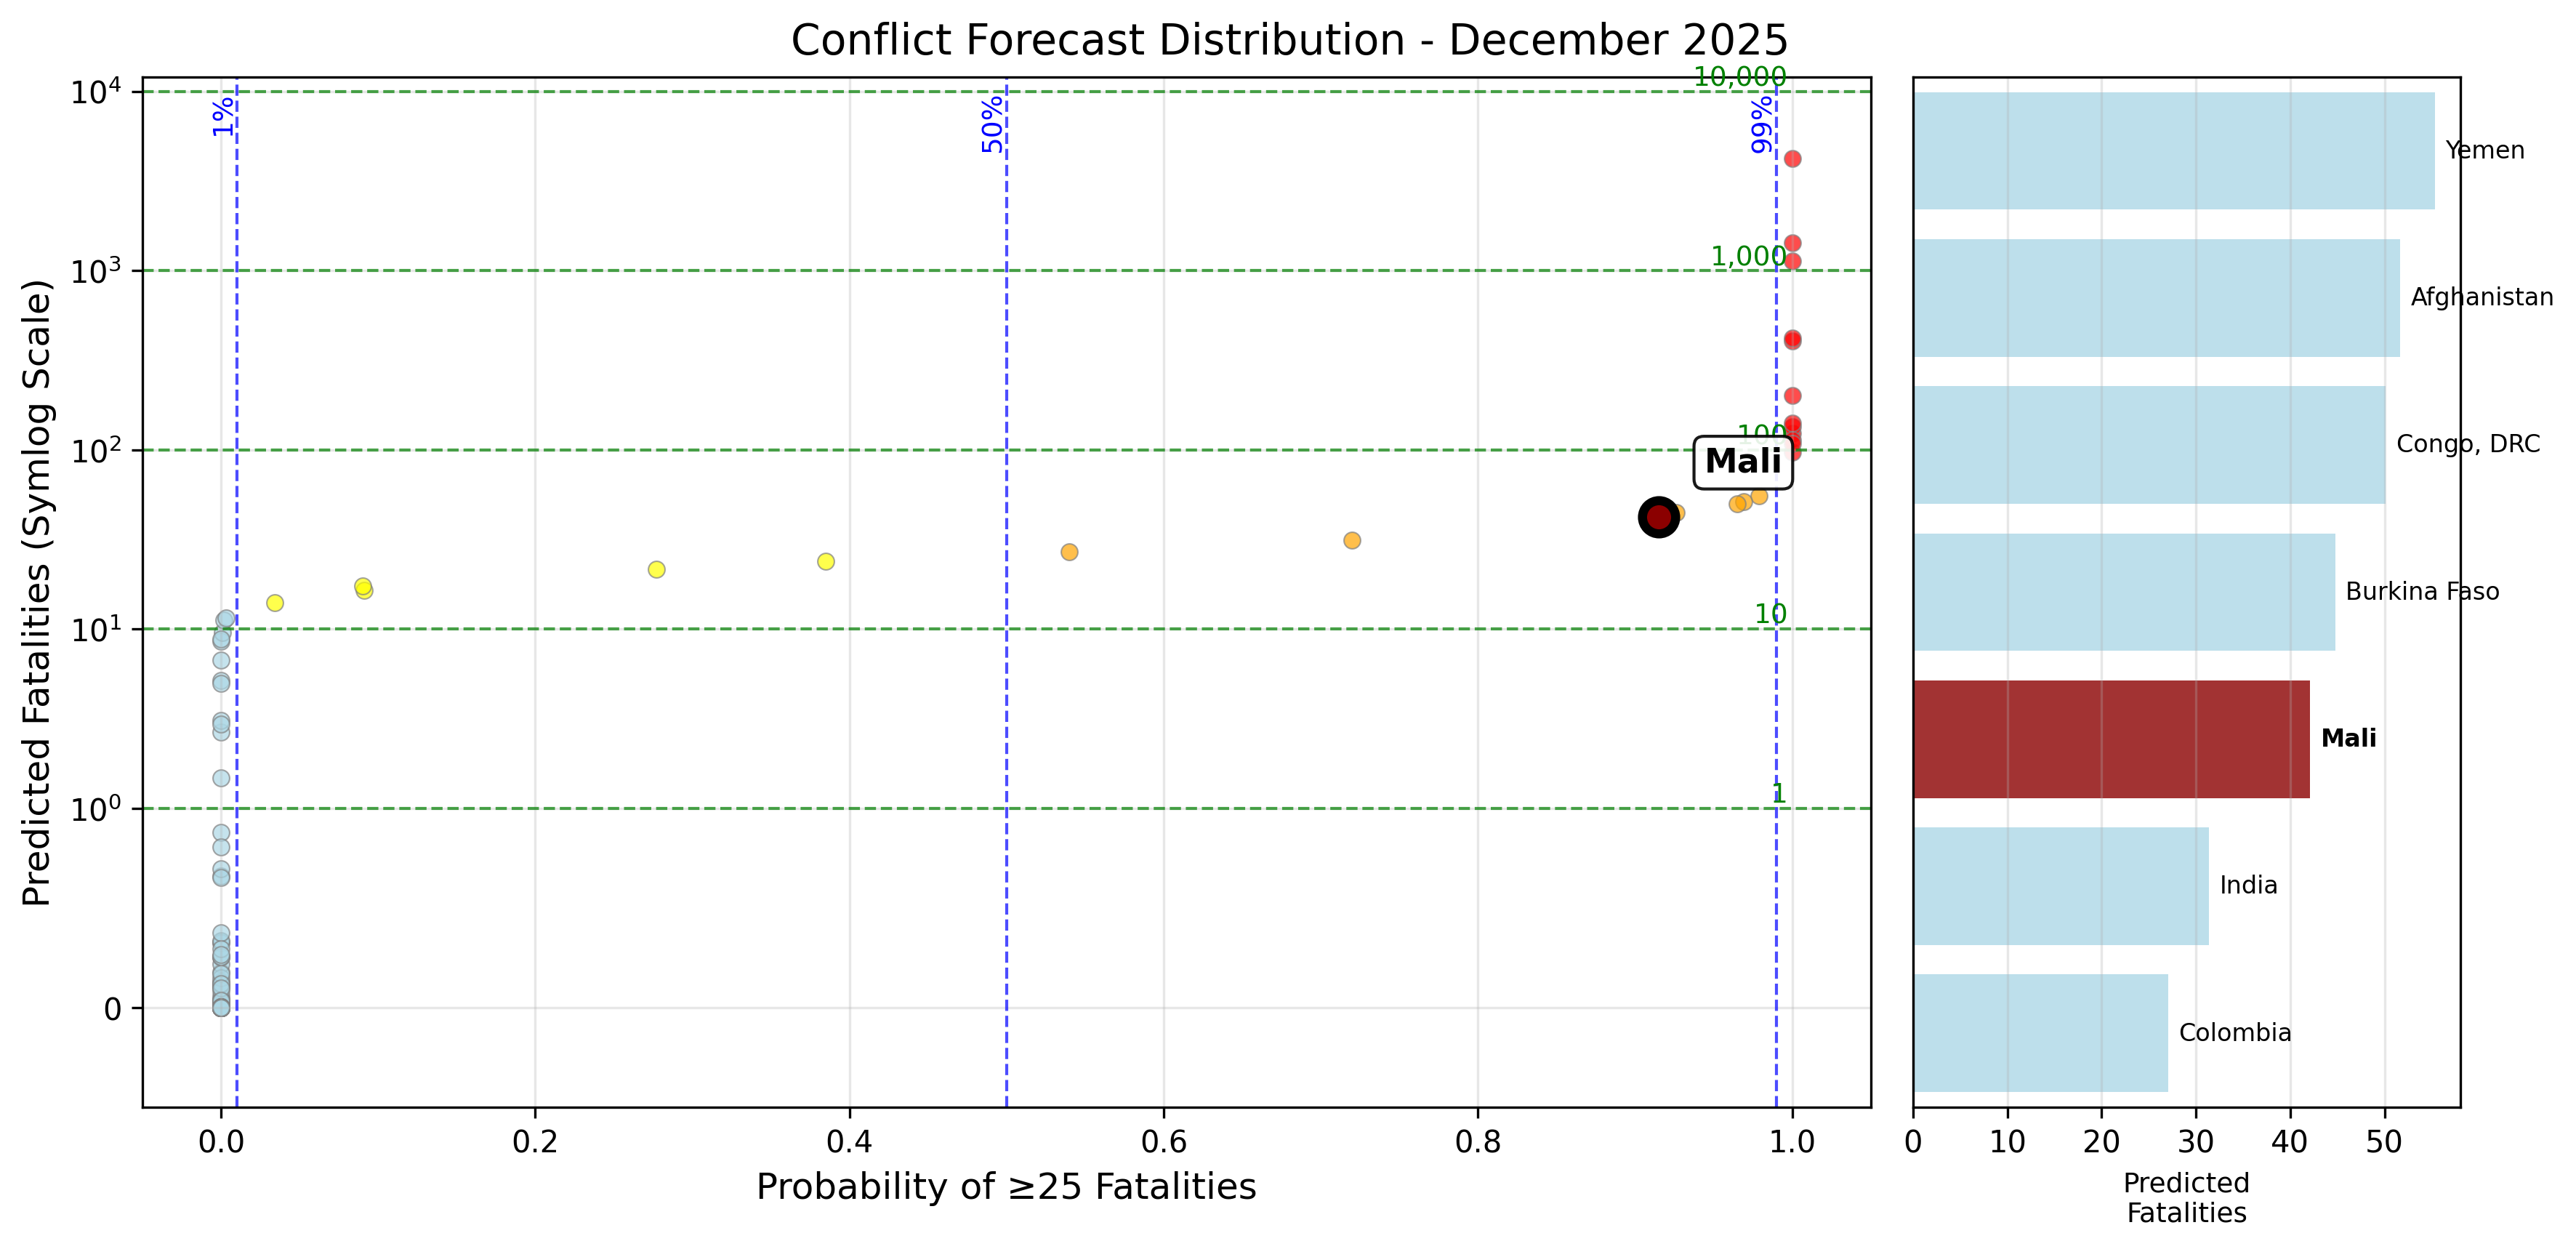 Conflict Forecast Distribution - December 2025
Predicted Fatalities (Symlog Scale)
10⁴
10³
10²
10¹
10⁰
0
1%
50%
99%
10,000
1,000
100
10
1
Mali
0.0 0.2 0.4 0.6 0.8 1.0
Probability of ≥25 Fatalities
Yemen
Afghanistan
Congo, DRC
Burkina Faso
Mali
India
Colombia
0 10 20 30 40 50
Predicted
Fatalities